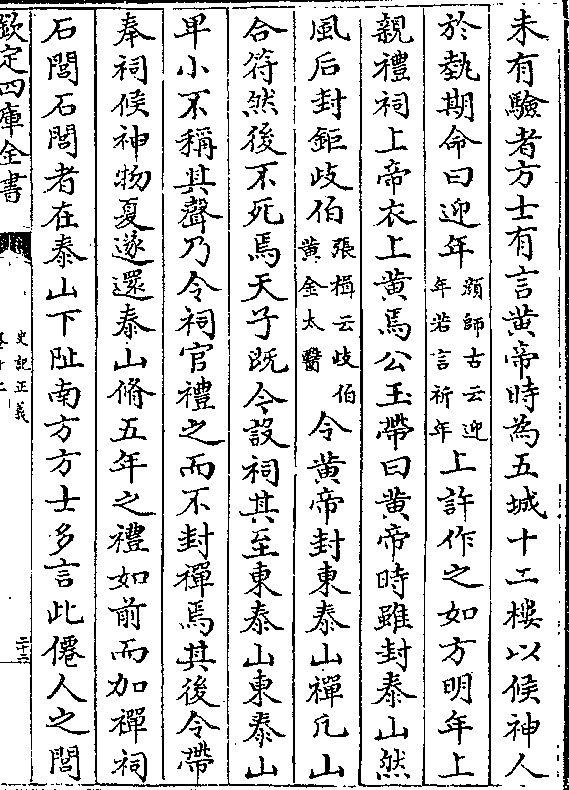 未有驗者方士有言黄帝時為五城十二樓以候神人
於執期命曰迎年顔師古云迎年若言祈年上許作之如方明年上
親禮祠上帝衣上黄焉公玉帶曰黄帝時雖封泰山然
風后封鉅歧伯張揖云歧伯黄金太醫令黄帝封東泰山禪凡山
合符然後不死焉天子既令設祠其至東泰山東泰山
卑小不稱其聲乃令祠官禮之而不封禪焉其後令帶
奉祠候神物夏遂還泰山脩五年之禮如前而加禪祠
石閭石閭者在泰山下阯南方方士多言此僊人之閭
欽定四庫全書
史記正義